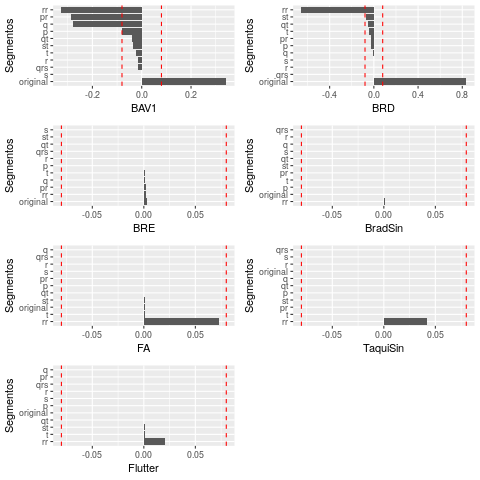 Segmentos
rr
pr
q
p
qt
st
t
r
qrs
s
original
-0.2 0.0 0.2
BAV1
Segmentos
rr
st
q
t
pr
p
qt
s
r
qrs
original
-0.4 0.0 0.4 0.8
BRD
Segmentos
s
st
qt
qrs
r
p
t
q
pr
rr
original
-0.05 0.00 0.05
BRE
Segmentos
qrs
r
q
s
qt
st
p
t
pr
original
rr
-0.05 0.00 0.05
BradSin
Segmentos
q
qrs
r
s
pr
p
qt
st
original
t
rr
-0.05 0.00 0.05
FA
Segmentos
qrs
s
r
original
q
qt
p
st
pr
t
rr
-0.05 0.00 0.05
TaquiSin
Segmentos
q
pr
qrs
r
s
p
original
qt
st
t
rr
-0.05 0.00 0.05
Flutter